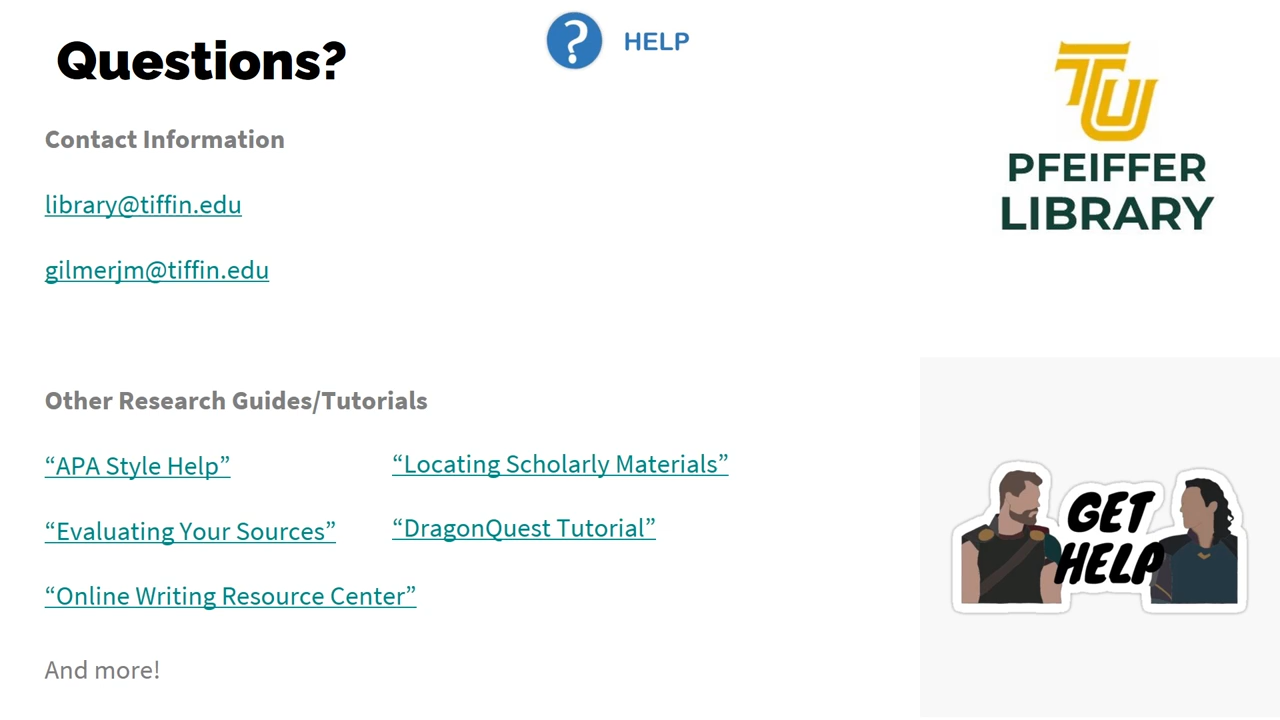 Questions?
HELP
TU
PFEIFFER
LIBRARY
Contact Information
library@tiffin.edu
gilmerjm@tiffin.edu
Other Research Guides/Tutorials
“APA Style Help”
“Locating Scholarly Materials”
“Evaluating Your Sources”
“DragonQuest Tutorial”
“Online Writing Resource Center”
And more!
GET
HELP